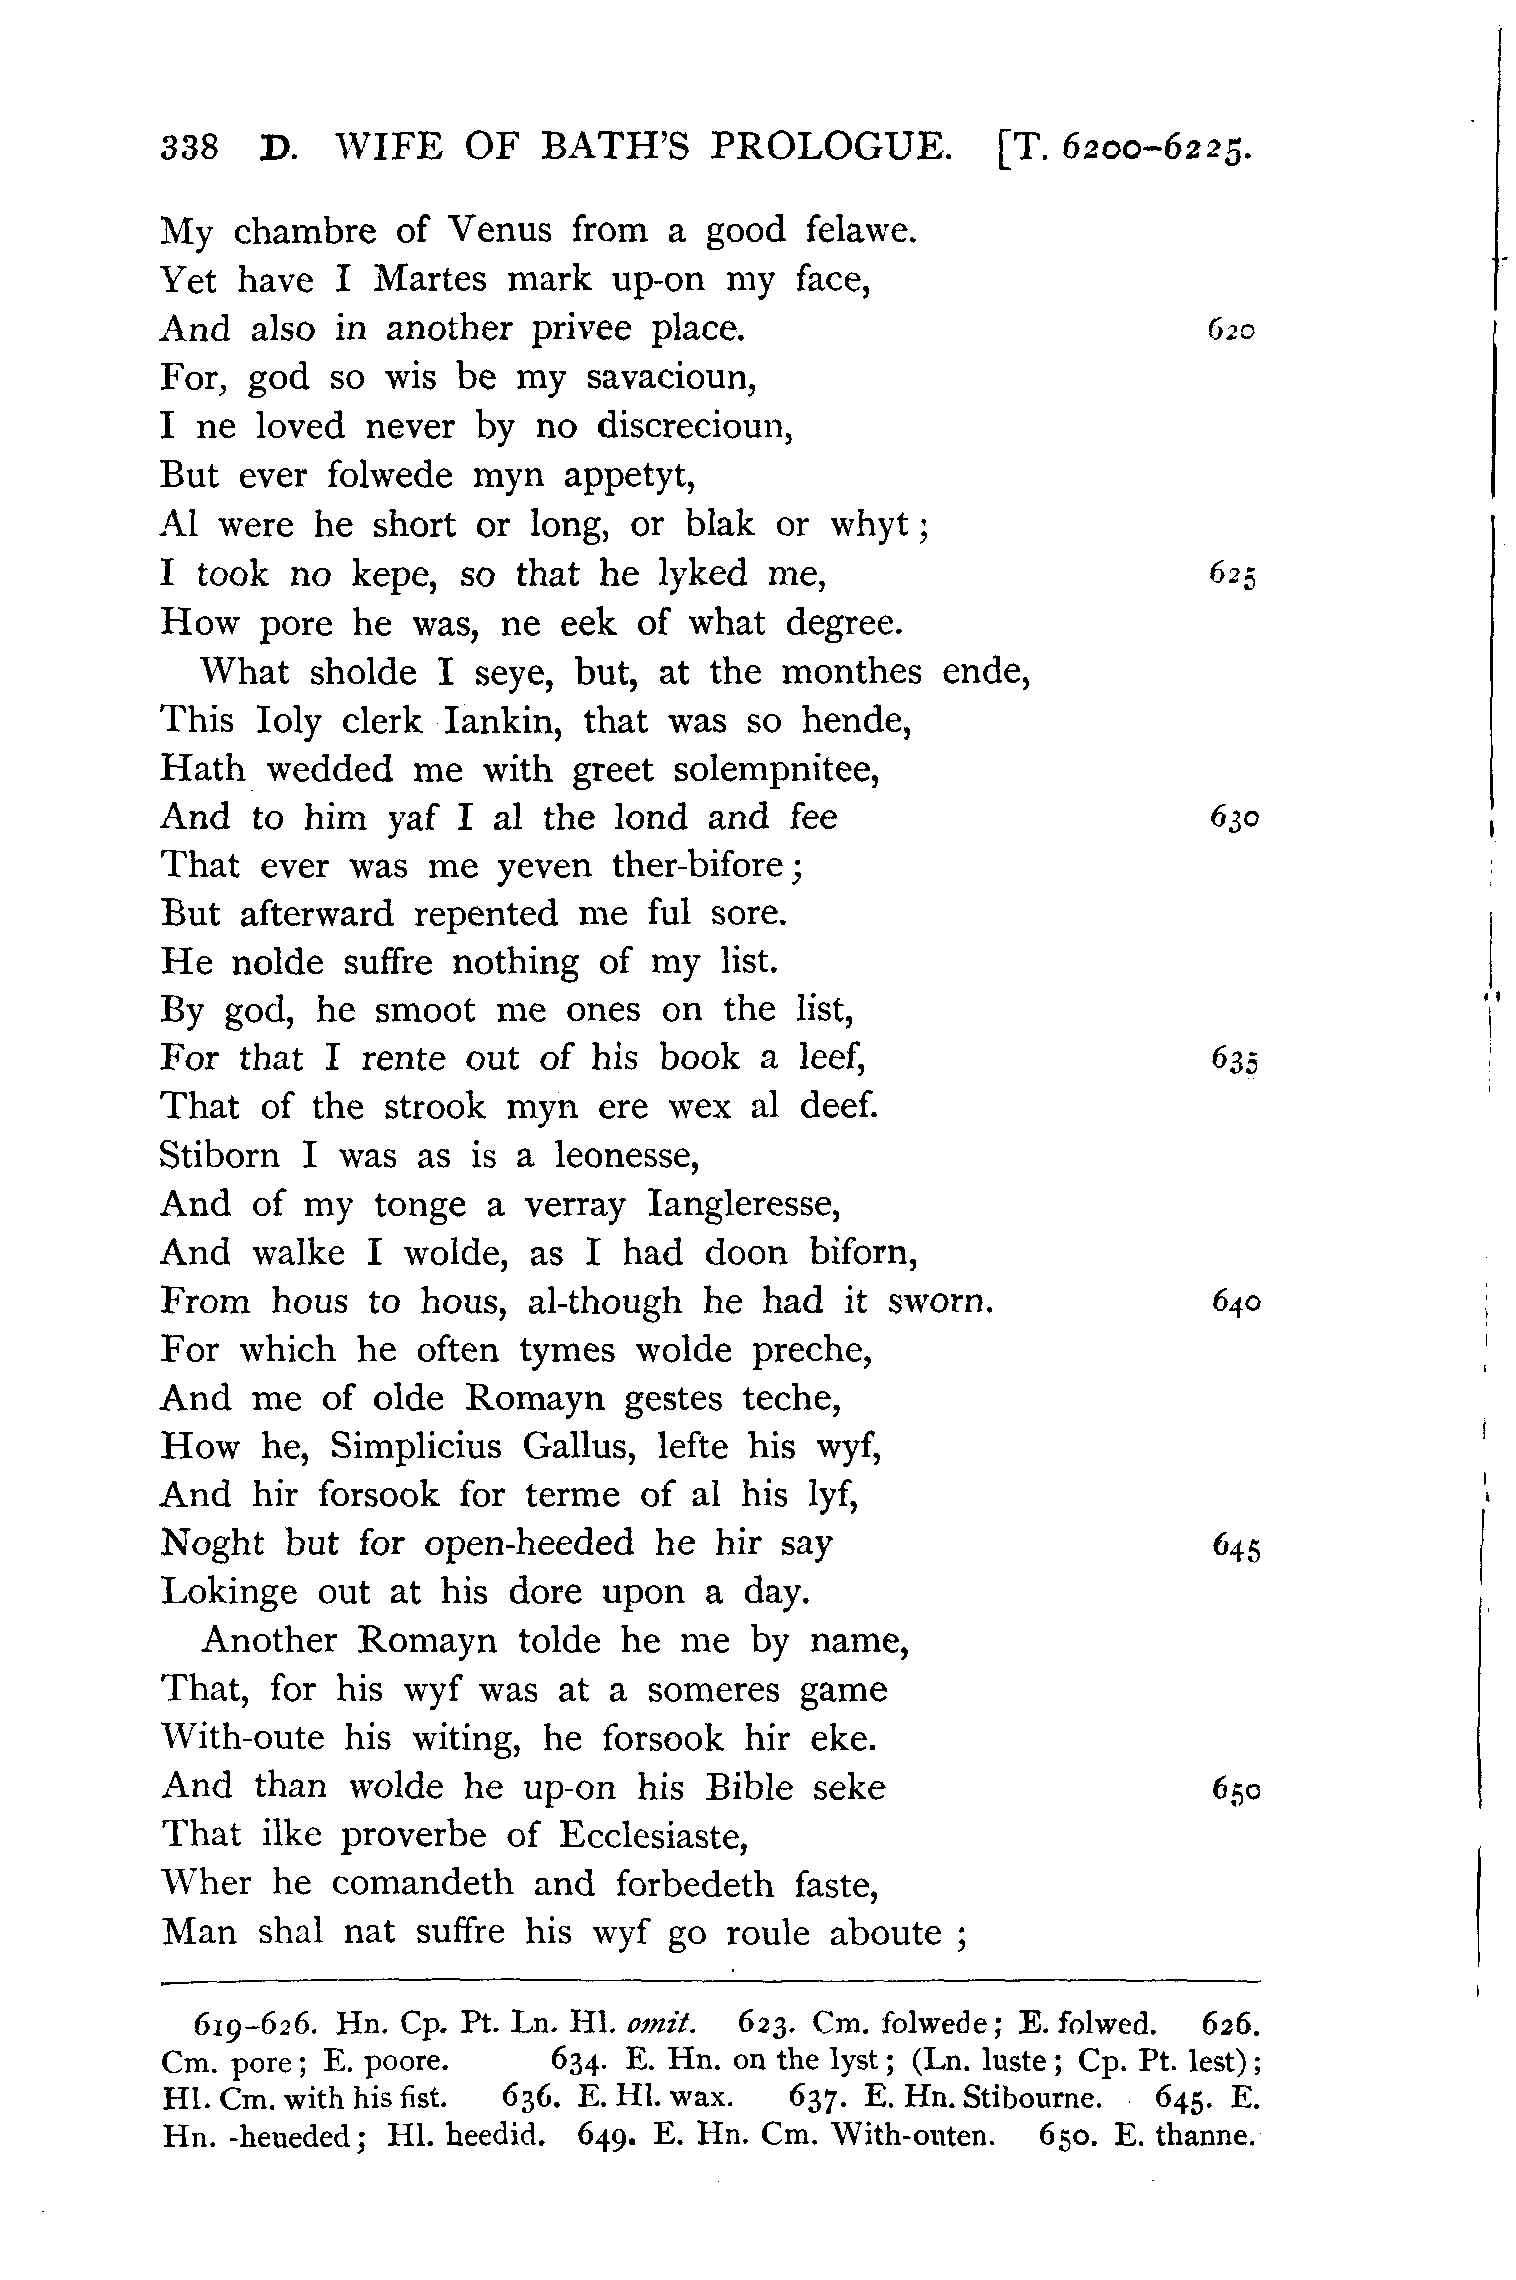 338 D. WIFE OF BATH'S PROLOGUE. [T. 6200–6225.
My chambre of Venus from a good felawe.
Yet have I Martes mark up-on my face,
And also in another privee place. 620
For, god so wis be my savacioun,
I ne loved never by no discrecioun,
But ever folwede myn appetyt,
Al were he short or long, or blak or whyt;
I took no kepe, so that he lyked me, 625
How pore he was, ne eek of what degree.
What sholde I seye, but, at the monthes ende,
This Ioly clerk Iankin, that was so hende,
Hath wedded me with greet solempnitee,
And to him yaf I al the lond and fee 630
That ever was me yeven ther-bifore;
But afterward repented me ful sore.
He nolde suffre nothing of my list.
By god, he smoot me ones on the list,
For that I rente out of his book a leef, 635
That of the strook myn ere wex al deef.
Stiborn I was as is a leonesse,
And of my tonge a verray Iangleresse,
And walke I wolde, as I had doon biforn,
From hous to hous, al-though he had it sworn. 640
For which he often tymes wolde preche,
And me of olde Romayn gestes teche,
How he, Simplicius Gallus, lefte his wyf,
And hir forsook for terme of al his lyf,
Noght but for open-heeded he hir say 645
Lokinge out at his dore upon a day.
Another Romayn tolde he me by name,
That, for his wyf was at a someres game
With-oute his witing, he forsook hir eke.
And than wolde he up-on his Bible seke 650
That ilke proverbe of Ecclesiaste,
Wher he comandeth and forbedeth faste,
Man shal nat suffre his wyf go roule aboute ;
619–626. Hn. Cp. Pt. Ln. Hl. omit. 623. Cm. folwede; E. folwed. 626.
Cm. pore; E. poore. 634. E. Hn. on the lyst; (Ln. luste; Cp. Pt. lest);
Hl. Cm. with his fist. 636. E. Hl. wax. 637. E. Hn. Stibourne. 645. E.
Hn. -heueded; Hl. heedid. 649. E. Hn. Cm. With-outen. 650. E. thanne.